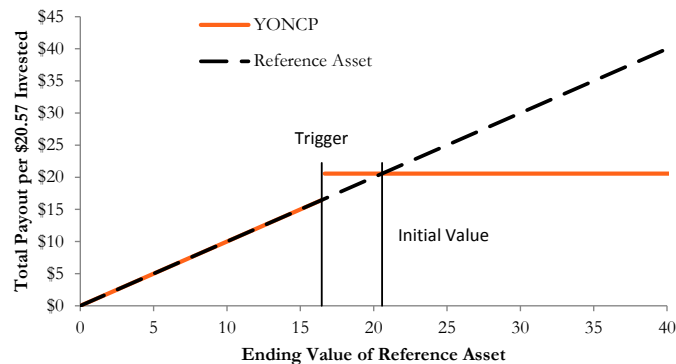 $45
$40
$35
$30
$25
$20
$15
$10
$5
$0
Total Payout per $20.57 Invested
YONCP
Reference Asset
Trigger
Initial Value
0 5 10 15 20 25 30 35 40
Ending Value of Reference Asset